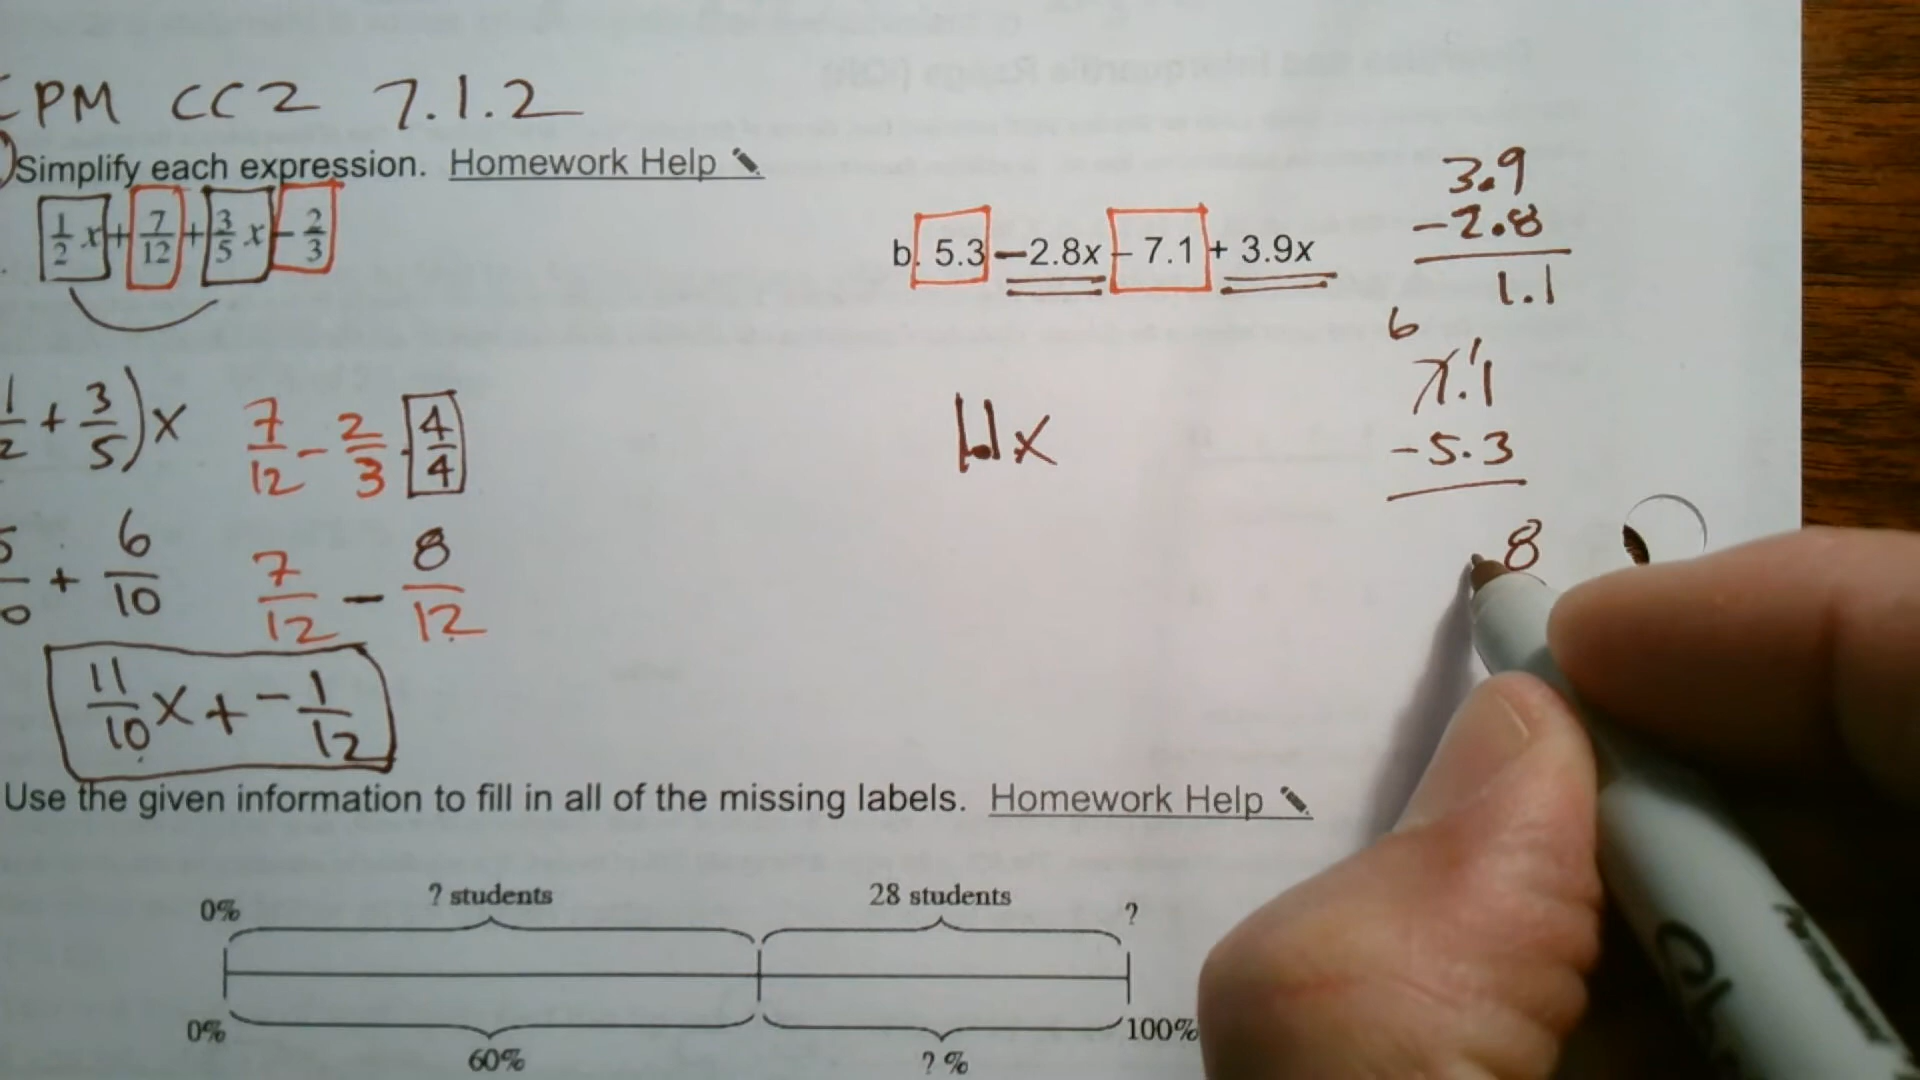 CPM CC2 7.1.2
Simplify each expression. Homework Help
1/2 x + 7/12 + 3/5 x - 2/3
b. 5.3 - 2.8x - 7.1 + 3.9x
3.9
-2.8
1.1
6
7.11
-5.3
8
1.1x
1/2 + 3/5) x
7/12 - 2/3 · 4/4
+ 6/10
7/12 - 8/12
11/10 x + -1/12
Use the given information to fill in all of the missing labels. Homework Help
0% ? students 28 students ?
0% 60% ? % 100%